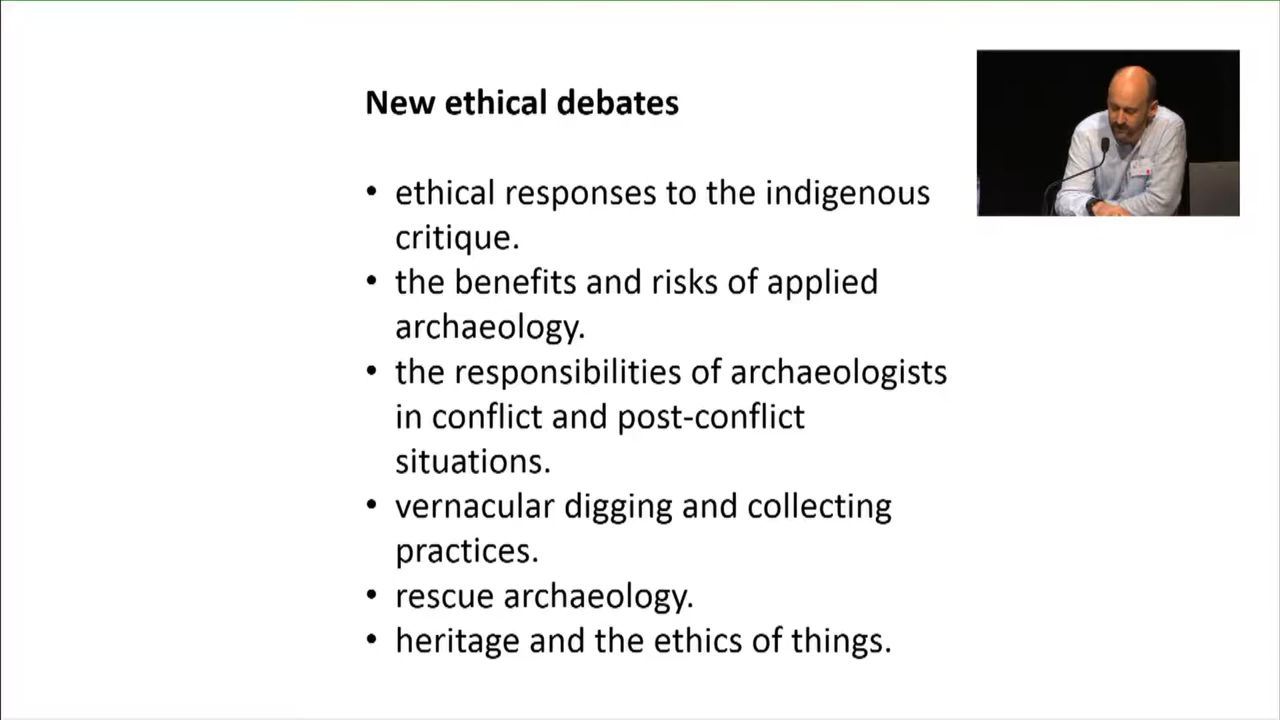 New ethical debates
• ethical responses to the indigenous
critique.
• the benefits and risks of applied
archaeology.
• the responsibilities of archaeologists
in conflict and post-conflict
situations.
• vernacular digging and collecting
practices.
• rescue archaeology.
• heritage and the ethics of things.